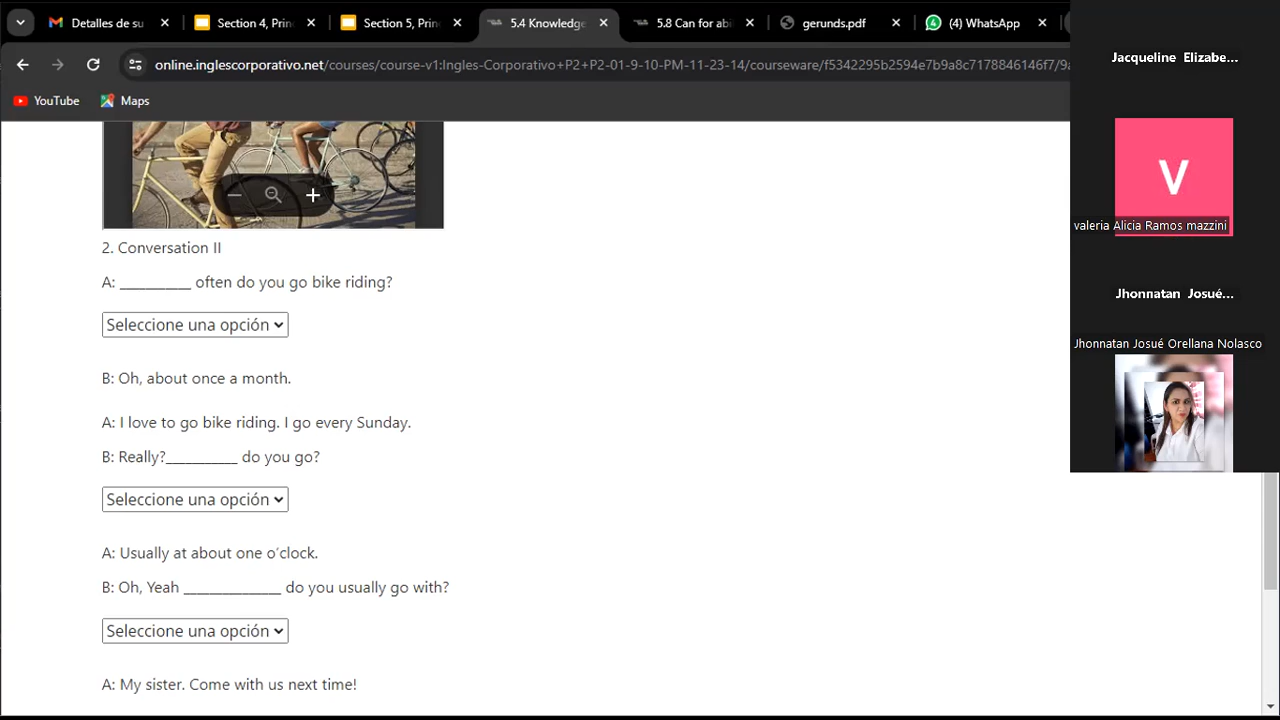 Detalles de su
Section 4, Prin
Section 5, Prin
5.4 Knowledge
5.8 Can for abi
gerunds.pdf
(4) WhatsApp
online.inglescorporativo.net/courses/course-v1:Ingles-Corporativo+P2+P2-01-9-10-PM-11-23-14/courseware/f5342295b2594e7b9a8c7178846146f7/9a
YouTube
Maps
2. Conversation II
A: ___________ often do you go bike riding?
Seleccione una opción
B: Oh, about once a month.
A: I love to go bike riding. I go every Sunday.
B: Really?___________ do you go?
Seleccione una opción
A: Usually at about one o´clock.
B: Oh, Yeah _______________ do you usually go with?
Seleccione una opción
A: My sister. Come with us next time!
Jacqueline Elizabe...
V
valeria Alicia Ramos mazzini
Jhonnatan Josué...
Jhonnatan Josué Orellana Nolasco